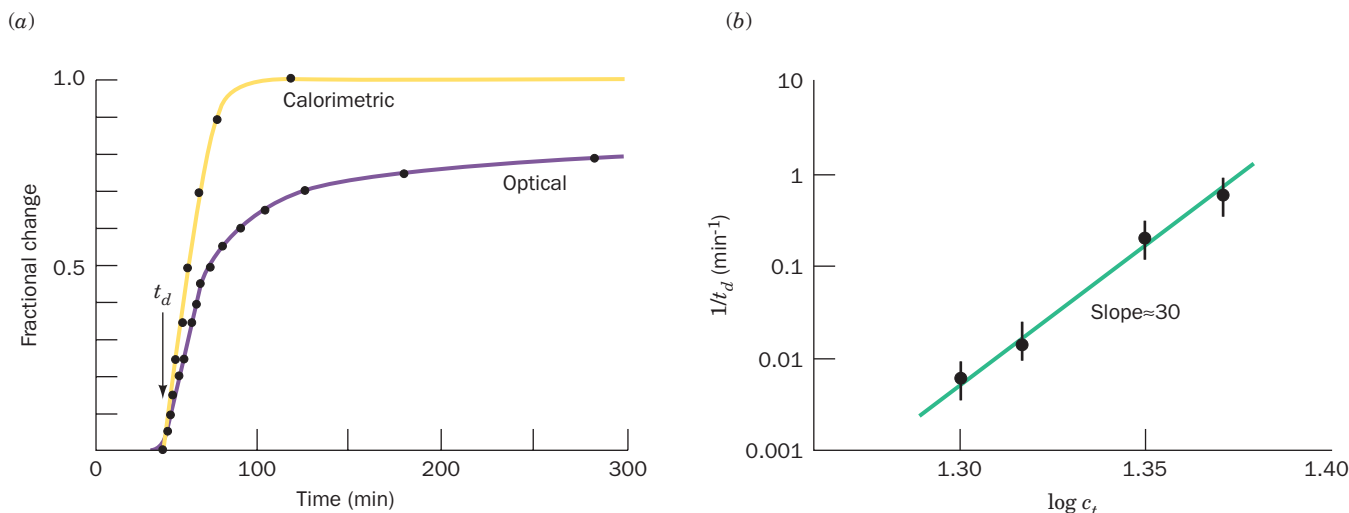 (a)
1.0
Calorimetric
Optical
0.5
t_d
Fractional change
0
100
200
300
Time (min)
(b)
10
1
0.1
0.01
0.001
1/t_d (min⁻¹)
Slope≈30
1.30
1.35
1.40
log c_t